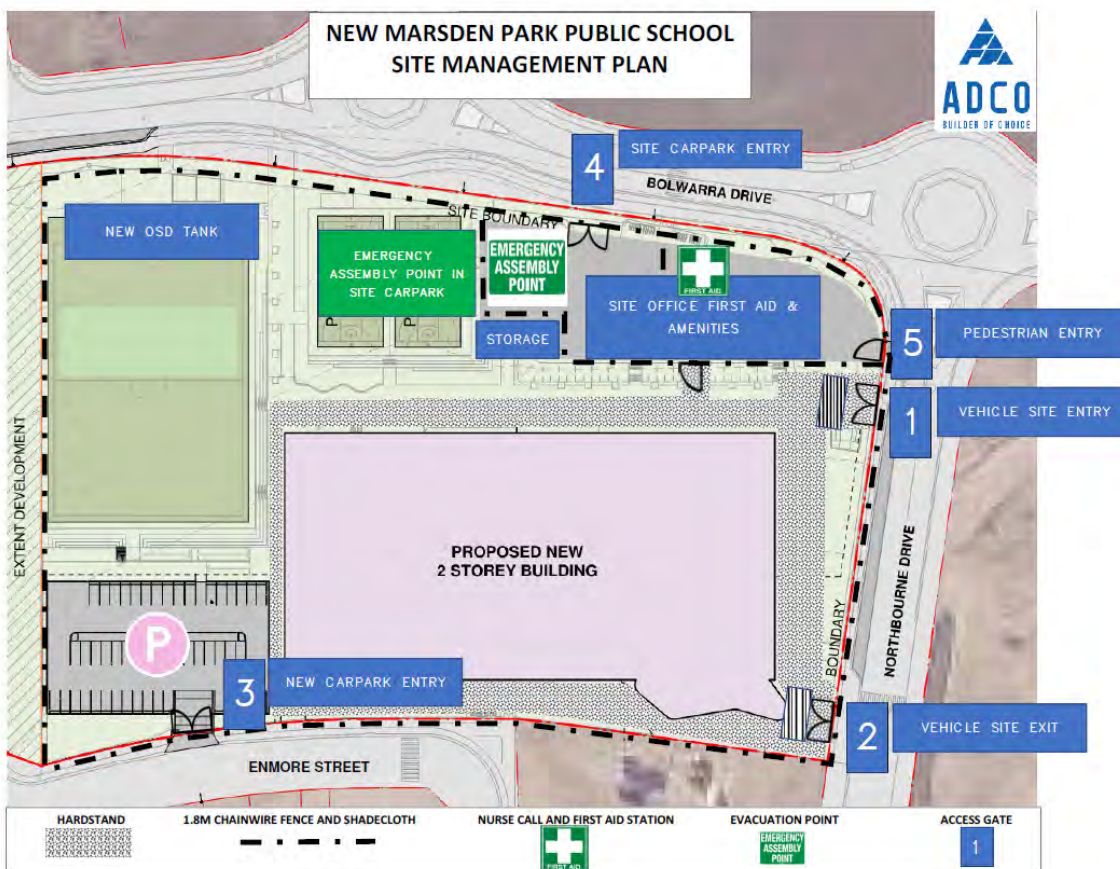 NEW MARSDEN PARK PUBLIC SCHOOL
SITE MANAGEMENT PLAN
ADCO
BUILDER OF CHOICE
4
SITE CARPARK ENTRY
BOLWARRA DRIVE
SITE BOUNDARY
NEW OSD TANK
EMERGENCY
ASSEMBLY POINT IN
SITE CARPARK
EMERGENCY
ASSEMBLY
POINT
FIRST AID
SITE OFFICE FIRST AID &
AMENITIES
STORAGE
P
P
5
PEDESTRIAN ENTRY
1
VEHICLE SITE ENTRY
EXTENT DEVELOPMENT
PROPOSED NEW
2 STOREY BUILDING
BOUNDARY
NORTHBOURNE DRIVE
P
3
NEW CARPARK ENTRY
2
VEHICLE SITE EXIT
ENMORE STREET
HARDSTAND
1.8M CHAINWIRE FENCE AND SHADECLOTH
NURSE CALL AND FIRST AID STATION
FIRST AID
EVACUATION POINT
EMERGENCY
ASSEMBLY
POINT
ACCESS GATE
1